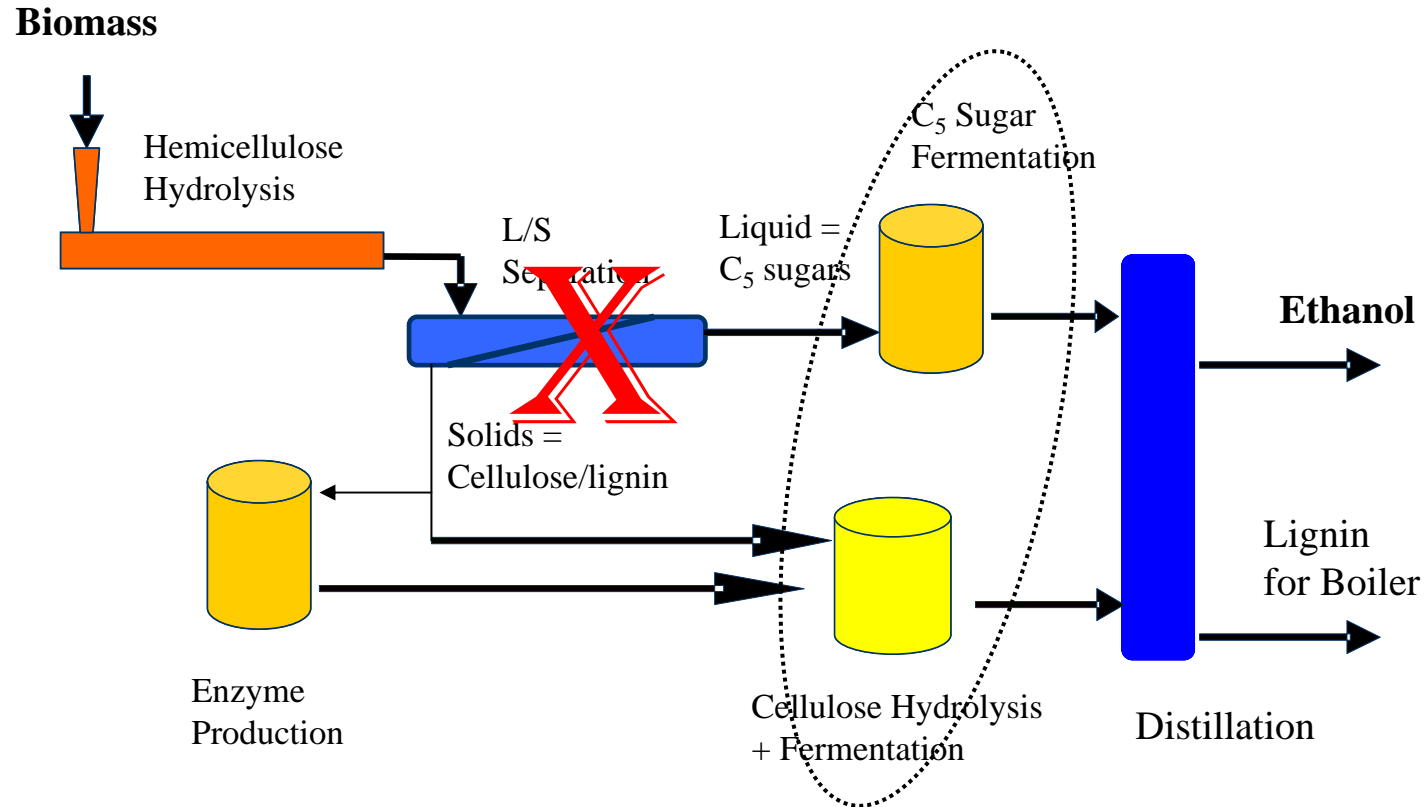 Biomass
Hemicellulose
Hydrolysis
L/S
Separation
Liquid =
C₅ sugars
C₅ Sugar
Fermentation
Solids =
Cellulose/lignin
Enzyme
Production
Cellulose Hydrolysis
+ Fermentation
Ethanol
Lignin
for Boiler
Distillation
X